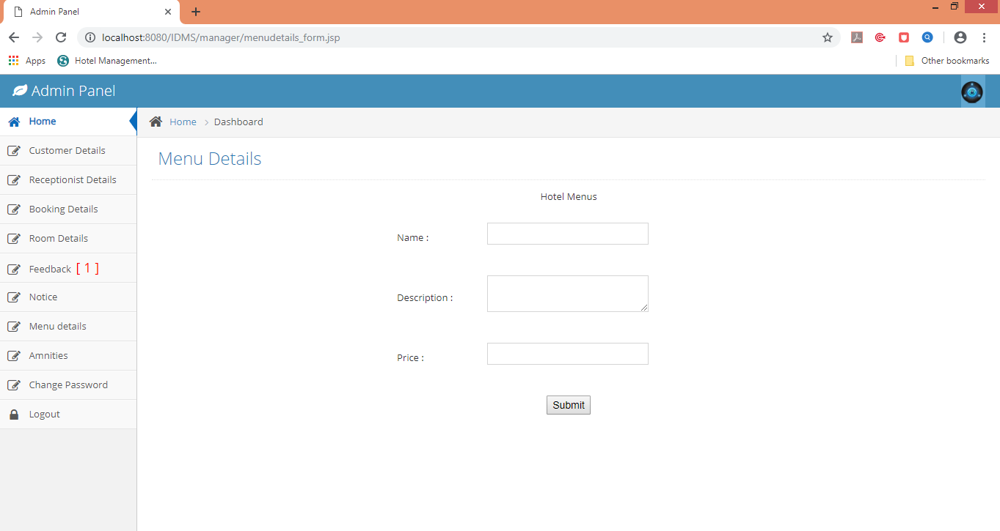 Admin Panel
localhost:8080/IDMS/manager/menudetails_form.jsp
Apps Hotel Management... Other bookmarks
Admin Panel
Home
Home > Dashboard
Customer Details
Receptionist Details
Booking Details
Room Details
Feedback [ 1 ]
Notice
Menu details
Amnities
Change Password
Logout
Menu Details
Hotel Menus
Name :
Description :
Price :
Submit